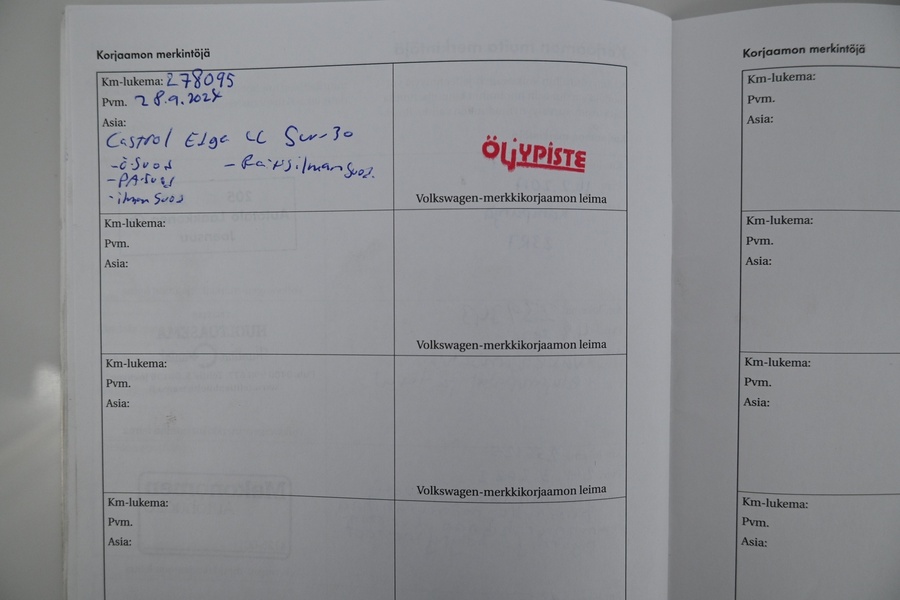 Korjaamon merkintöjä
Km-lukema: 278095
Pvm. 28.9.2024
Asia:
Castrol Edge LL 5w-30
-Ö-Suod - Raitisilmansuod.
-PA-Suod
-ilman Suod
ÖLJYPISTE
Volkswagen-merkkikorjaamon leima
Km-lukema:
Pvm.
Asia:
Volkswagen-merkkikorjaamon leima
Km-lukema:
Pvm.
Asia:
Volkswagen-merkkikorjaamon leima
Km-lukema:
Pvm.
Asia:
Korjaamon merkintöjä
Km-lukema:
Pvm.
Asia:
Km-lukema:
Pvm.
Asia:
Km-lukema:
Pvm.
Asia:
Km-lukema:
Pvm.
Asia: